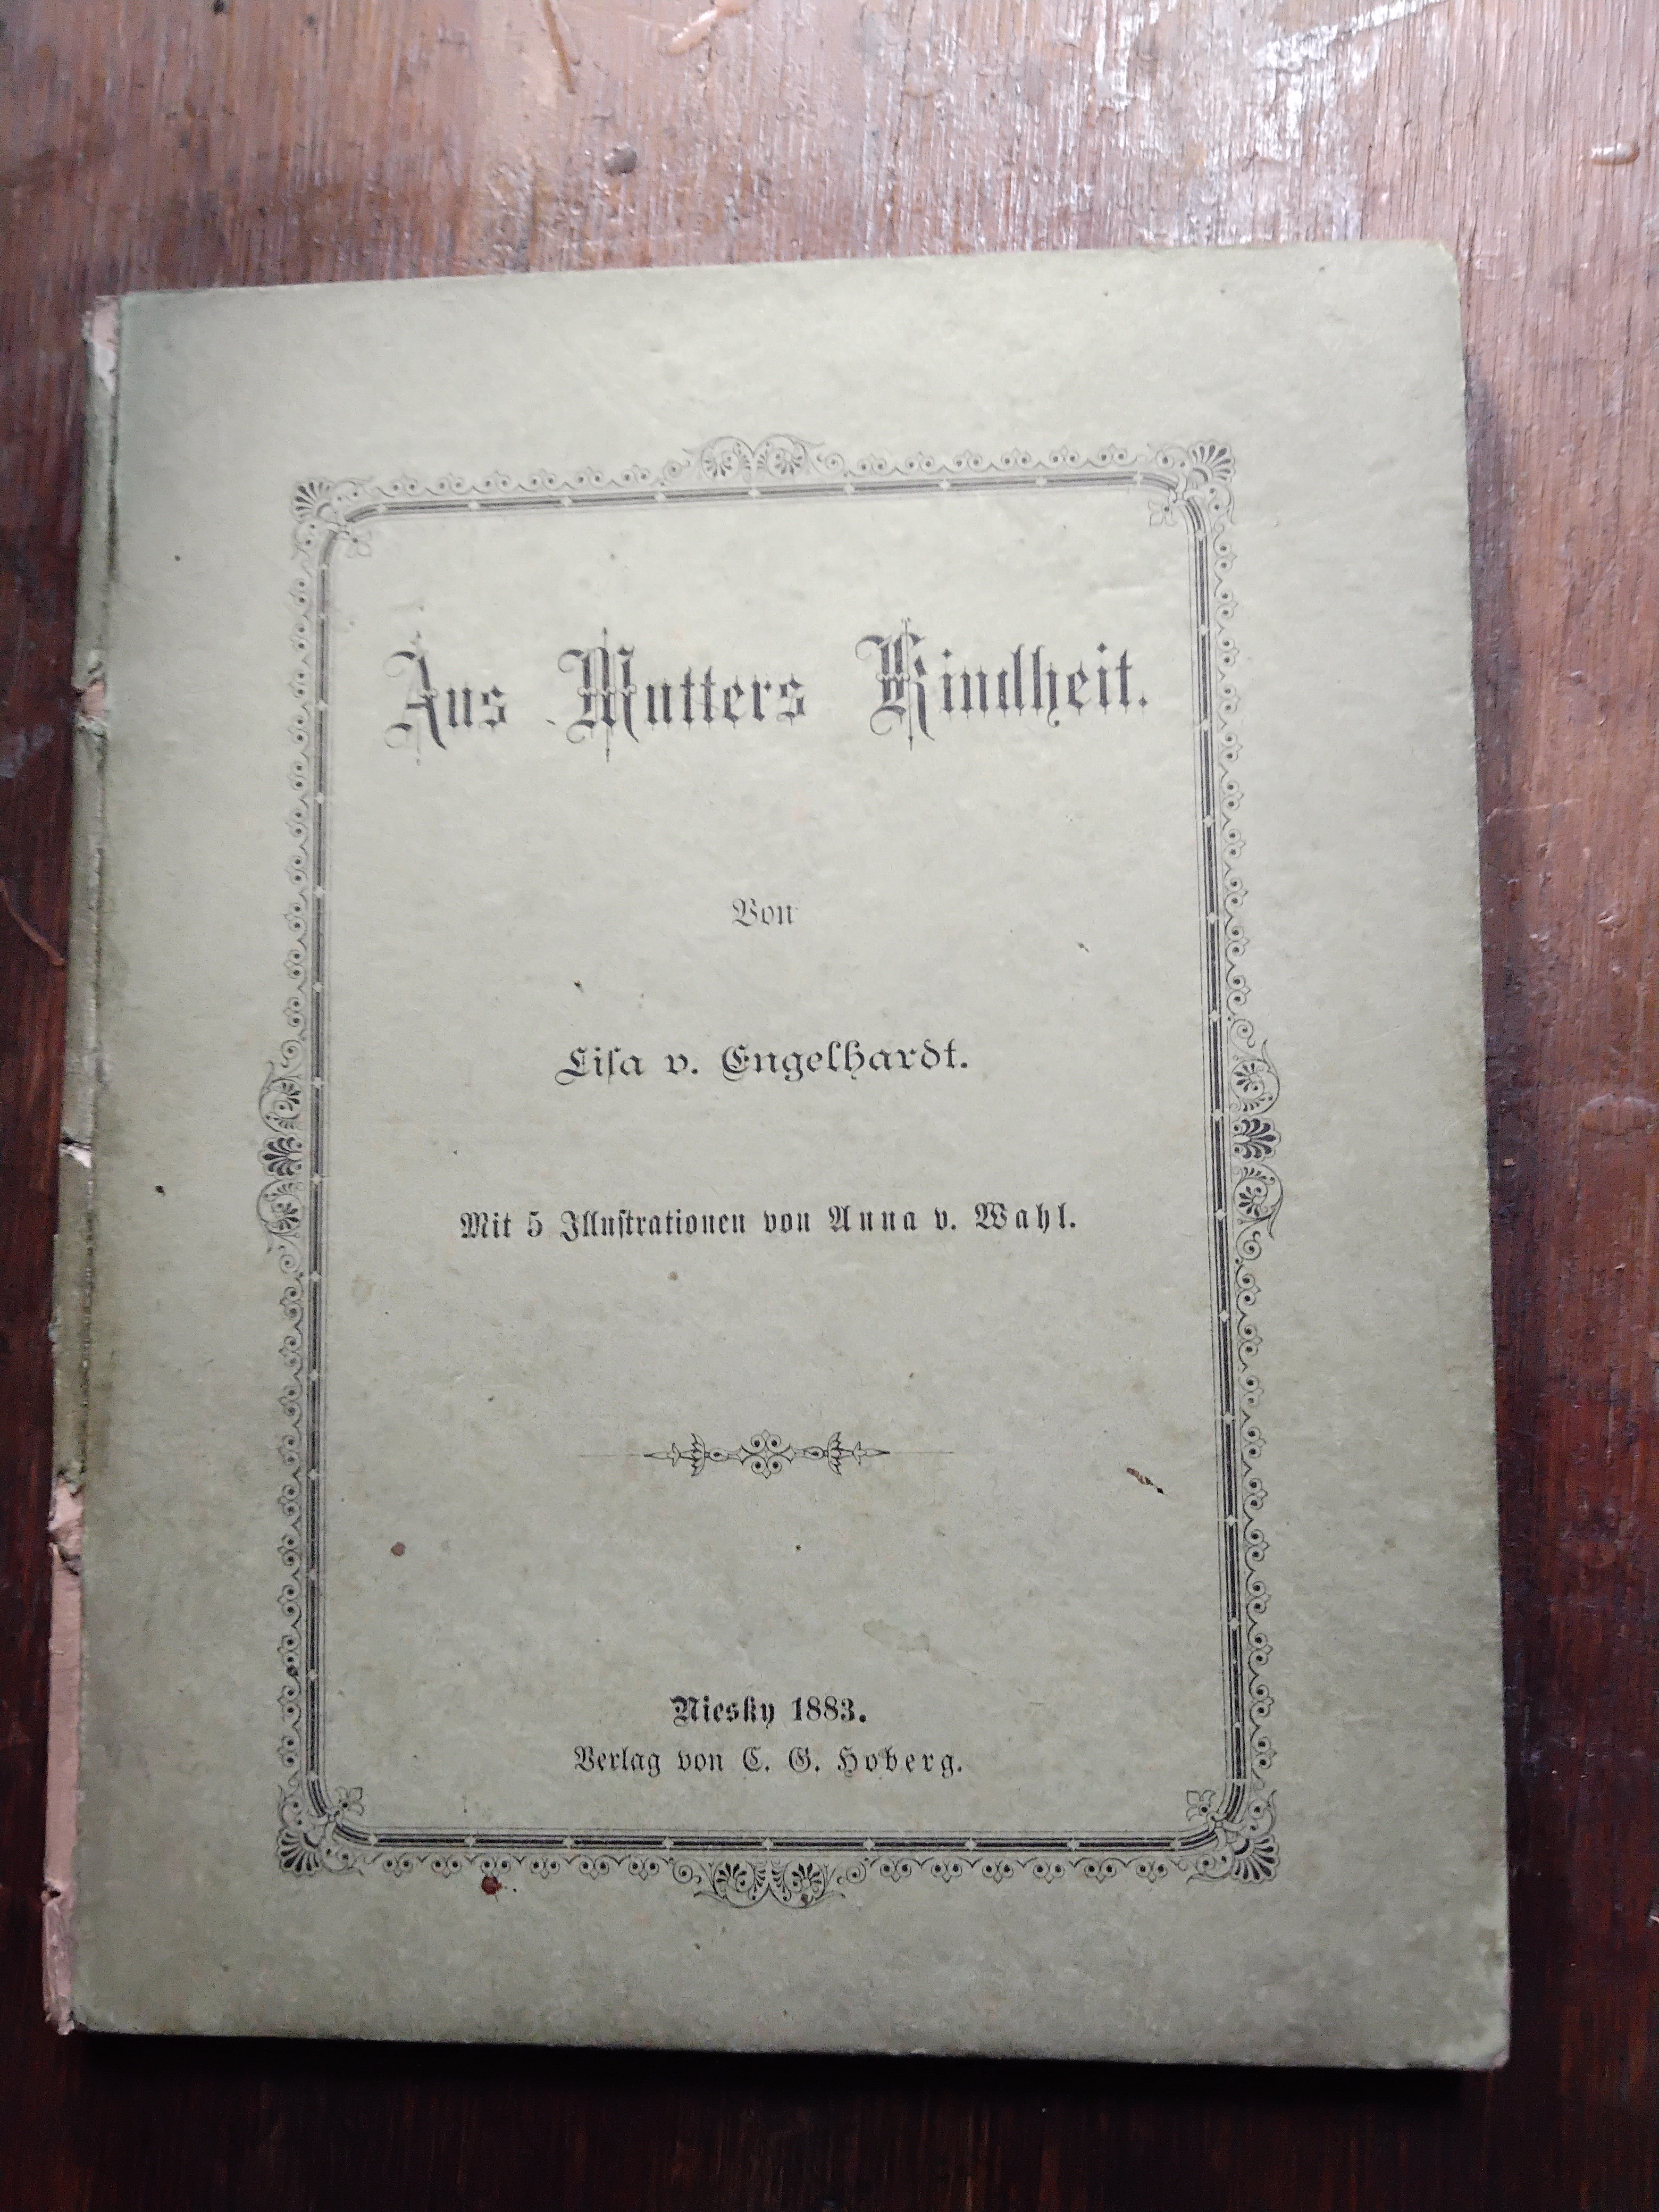 Aus Mutters Kindheit.
Von
Liſa v. Engelhardt.
Mit 5 Illuſtrationen von Anna v. Wahl.
Niesky 1883.
Verlag von C. G. Hoberg.